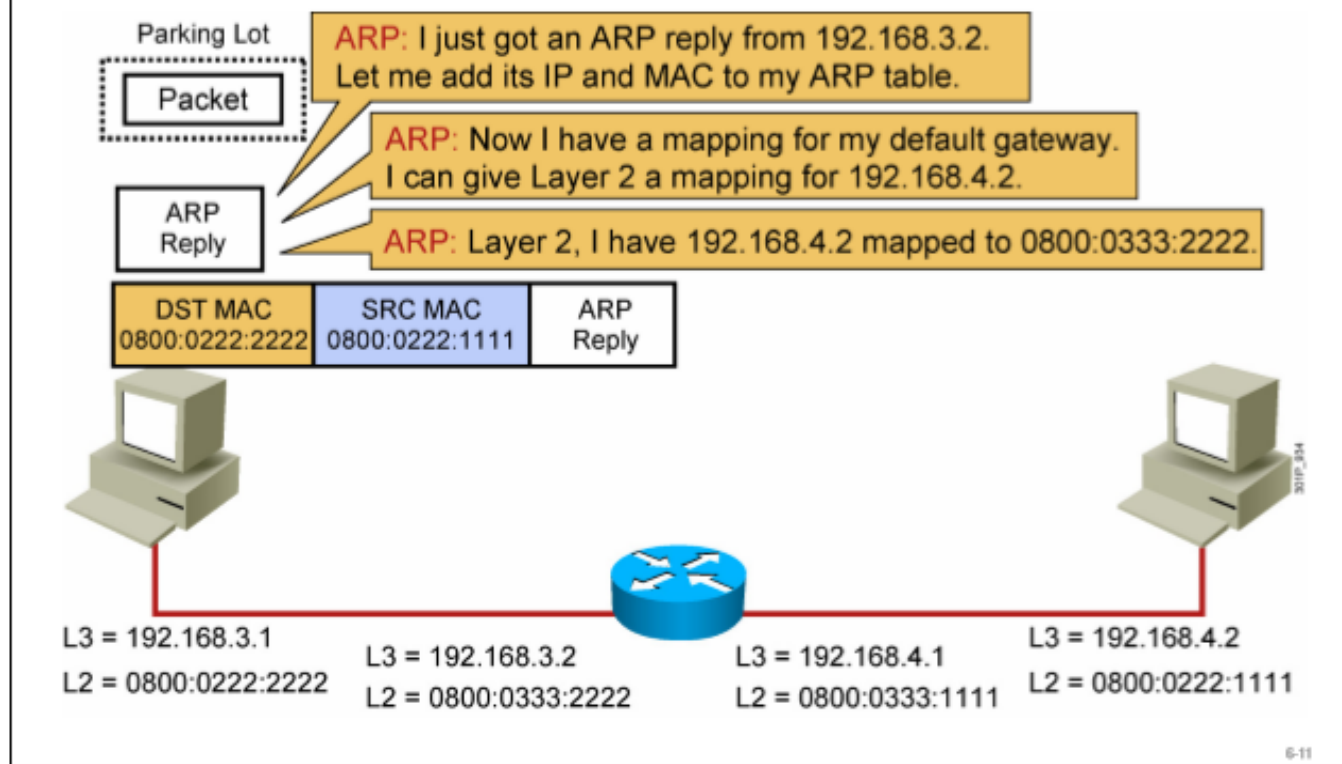 Parking Lot
Packet
ARP: I just got an ARP reply from 192.168.3.2.
Let me add its IP and MAC to my ARP table.
ARP: Now I have a mapping for my default gateway.
I can give Layer 2 a mapping for 192.168.4.2.
ARP
Reply
ARP: Layer 2, I have 192.168.4.2 mapped to 0800:0333:2222.
DST MAC
0800:0222:2222
SRC MAC
0800:0222:1111
ARP
Reply
301P_934
L3 = 192.168.3.1
L2 = 0800:0222:2222
L3 = 192.168.3.2
L2 = 0800:0333:2222
L3 = 192.168.4.1
L2 = 0800:0333:1111
L3 = 192.168.4.2
L2 = 0800:0222:1111
6-11